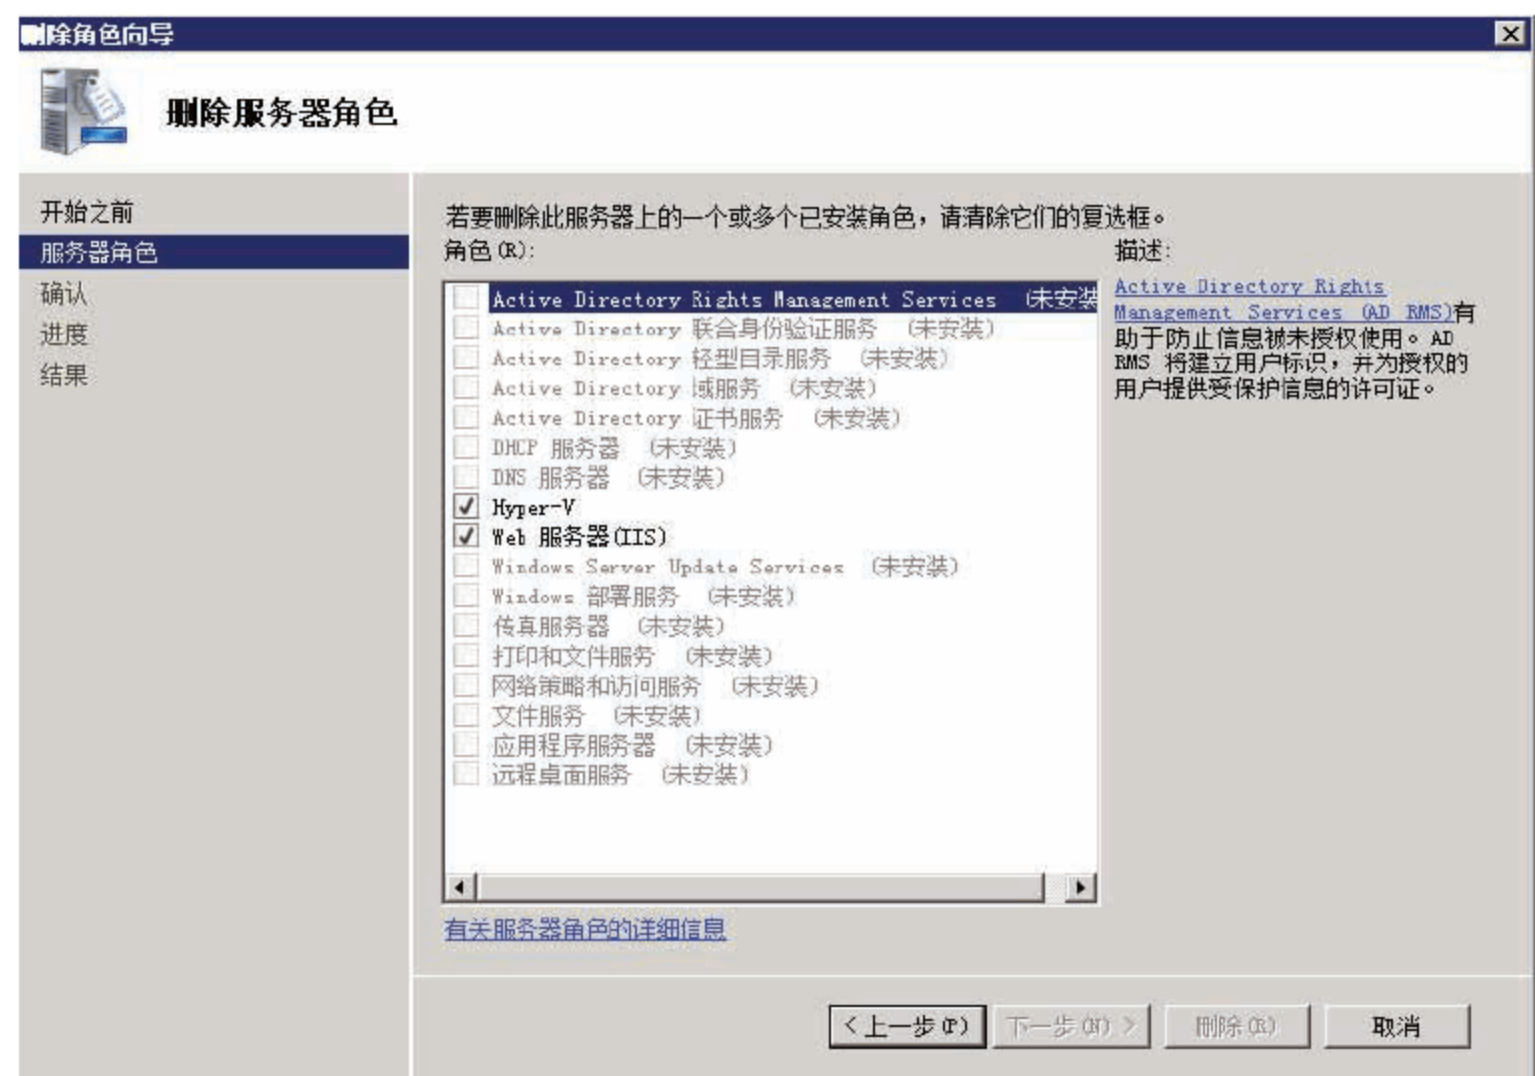 删除角色向导
删除服务器角色
开始之前
服务器角色
确认
进度
结果
若要删除此服务器上的一个或多个已安装角色，请清除它们的复选框。
角色(R):
Active Directory Rights Management Services （未安装
Active Directory 联合身份验证服务 （未安装）
Active Directory 轻型目录服务 （未安装）
Active Directory 域服务 （未安装）
Active Directory 证书服务 （未安装）
DHCP 服务器 （未安装）
DNS 服务器 （未安装）
Hyper-V
Web 服务器(IIS)
Windows Server Update Services （未安装）
Windows 部署服务 （未安装）
传真服务器 （未安装）
打印和文件服务 （未安装）
网络策略和访问服务 （未安装）
文件服务 （未安装）
应用程序服务器 （未安装）
远程桌面服务 （未安装）
描述:
Active Directory Rights
Management Services (AD RMS)有
助于防止信息被未授权使用。AD
RMS 将建立用户标识，并为授权的
用户提供受保护信息的许可证。
有关服务器角色的详细信息
< 上一步(P)
下一步(N) >
删除(R)
取消